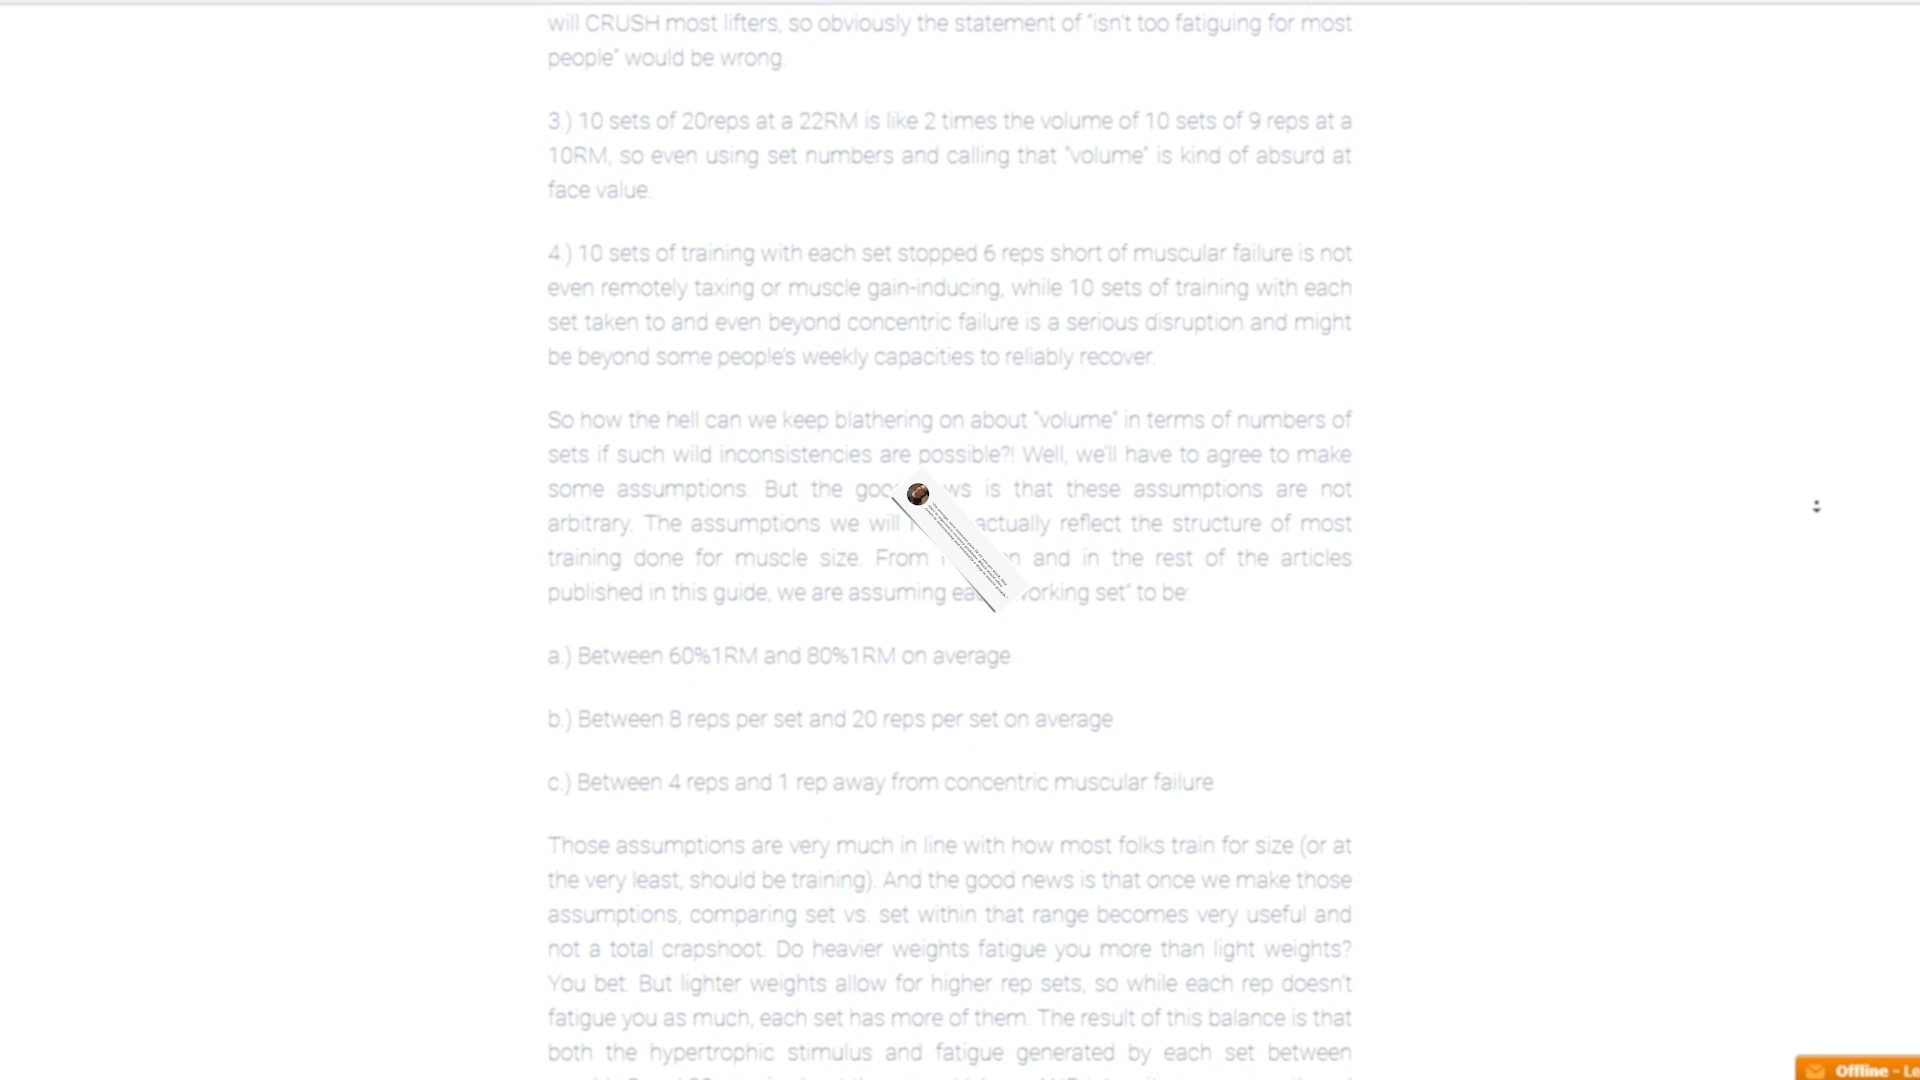 will CRUSH most lifters, so obviously the statement of "isn't too fatiguing for most
people" would be wrong.
3.) 10 sets of 20reps at a 22RM is like 2 times the volume of 10 sets of 9 reps at a
10RM, so even using set numbers and calling that "volume" is kind of absurd at
face value.
4.) 10 sets of training with each set stopped 6 reps short of muscular failure is not
even remotely taxing or muscle gain-inducing, while 10 sets of training with each
set taken to and even beyond concentric failure is a serious disruption and might
be beyond some people's weekly capacities to reliably recover.
So how the hell can we keep blathering on about "volume" in terms of numbers of
sets if such wild inconsistencies are possible?! Well, we'll have to agree to make
some assumptions. But the is that these assumptions are not
arbitrary. The assumptions we will actually reflect the structure of most
training done for muscle size. From and in the rest of the articles
published in this guide, we are assuming set" to be:
a.) Between 60%1RM and 80%1RM on average
b.) Between 8 reps per set and 20 reps per set on average
c.) Between 4 reps and 1 rep away from concentric muscular failure
Those assumptions are very much in line with how most folks train for size (or at
the very least, should be training). And the good news is that once we make those
assumptions, comparing set vs. set within that range becomes very useful and
not a total crapshoot. Do heavier weights fatigue you more than light weights?
You bet. But lighter weights allow for higher rep sets, so while each rep doesn't
fatigue you as much, each set has more of them. The result of this balance is that
both the hypertrophic stimulus and fatigue generated by each set between
Offline - Le